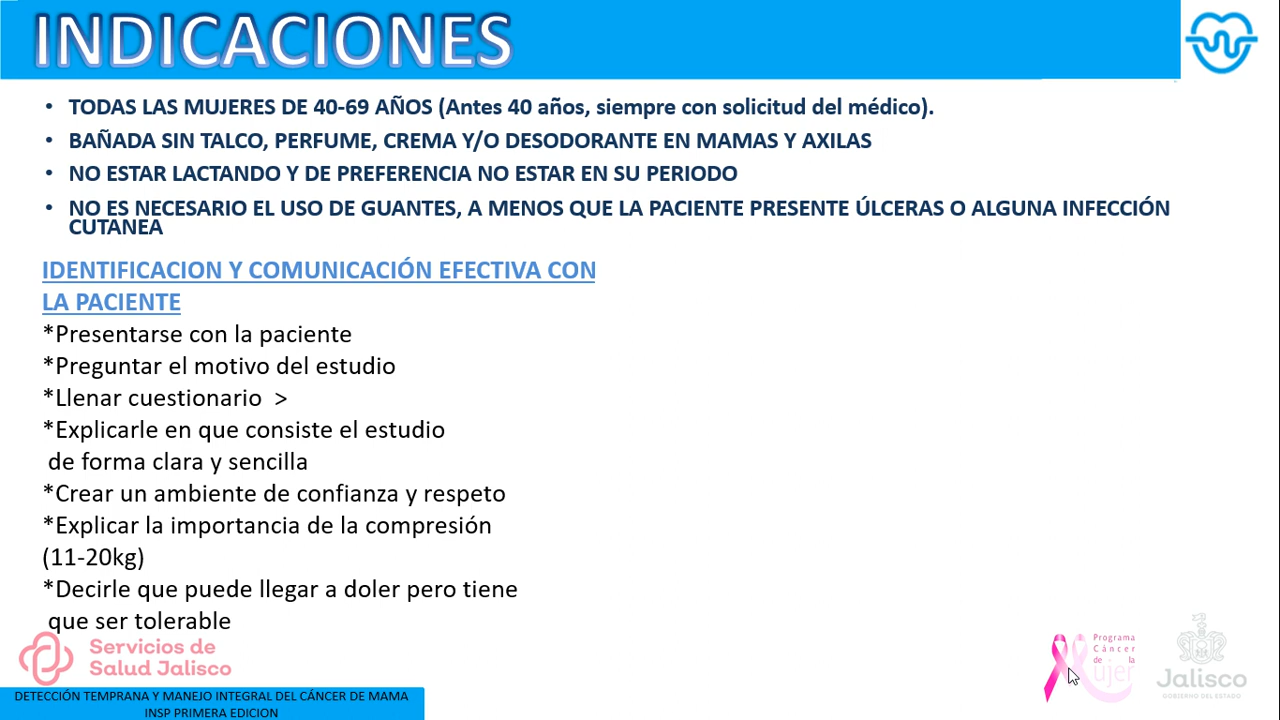 INDICACIONES
• TODAS LAS MUJERES DE 40-69 AÑOS (Antes 40 años, siempre con solicitud del médico).
• BAÑADA SIN TALCO, PERFUME, CREMA Y/O DESODORANTE EN MAMAS Y AXILAS
• NO ESTAR LACTANDO Y DE PREFERENCIA NO ESTAR EN SU PERIODO
• NO ES NECESARIO EL USO DE GUANTES, A MENOS QUE LA PACIENTE PRESENTE ÚLCERAS O ALGUNA INFECCIÓN
CUTANEA
IDENTIFICACION Y COMUNICACIÓN EFECTIVA CON
LA PACIENTE
*Presentarse con la paciente
*Preguntar el motivo del estudio
*Llenar cuestionario >
*Explicarle en que consiste el estudio
de forma clara y sencilla
*Crear un ambiente de confianza y respeto
*Explicar la importancia de la compresión
(11-20kg)
*Decirle que puede llegar a doler pero tiene
que ser tolerable
Servicios de
Salud Jalisco
DETECCIÓN TEMPRANA Y MANEJO INTEGRAL DEL CÁNCER DE MAMA
INSP PRIMERA EDICION
Programa
Cáncer
de la
Mujer
Jalisco
GOBIERNO DEL ESTADO